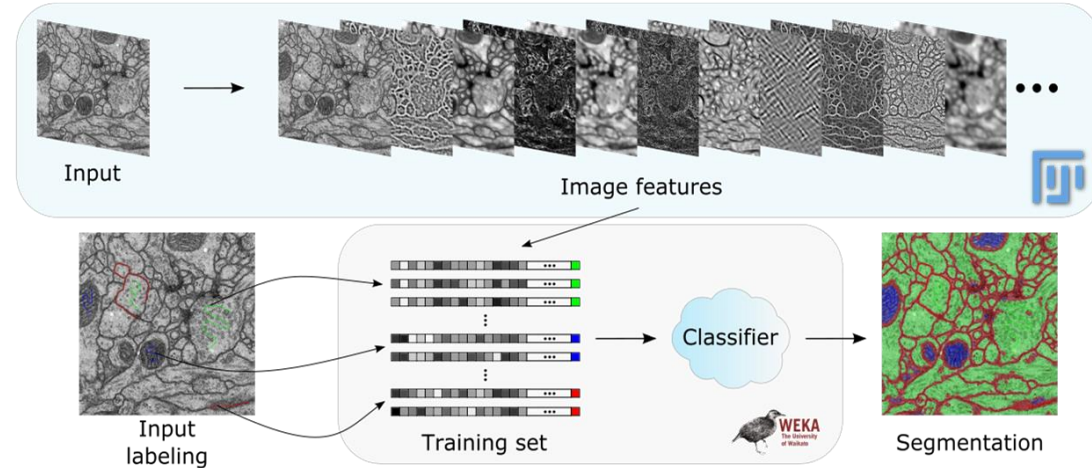 Input
Image features
Input
labeling
Training set
Classifier
WEKA
The University
of Waikato
Segmentation